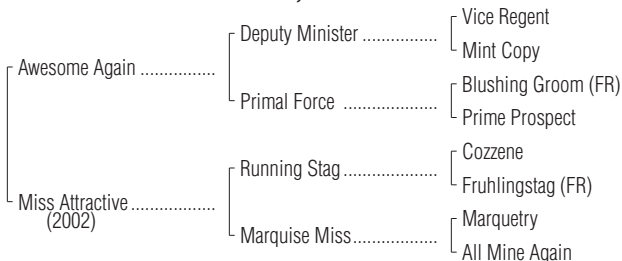 Vice Regent
Deputy Minister ................
Mint Copy
Awesome Again ................
Blushing Groom (FR)
Primal Force ....................
Prime Prospect
Cozzene
Running Stag ....................
Fruhlingstag (FR)
Miss Attractive ..................
(2002)
Marquetry
Marquise Miss..................
All Mine Again